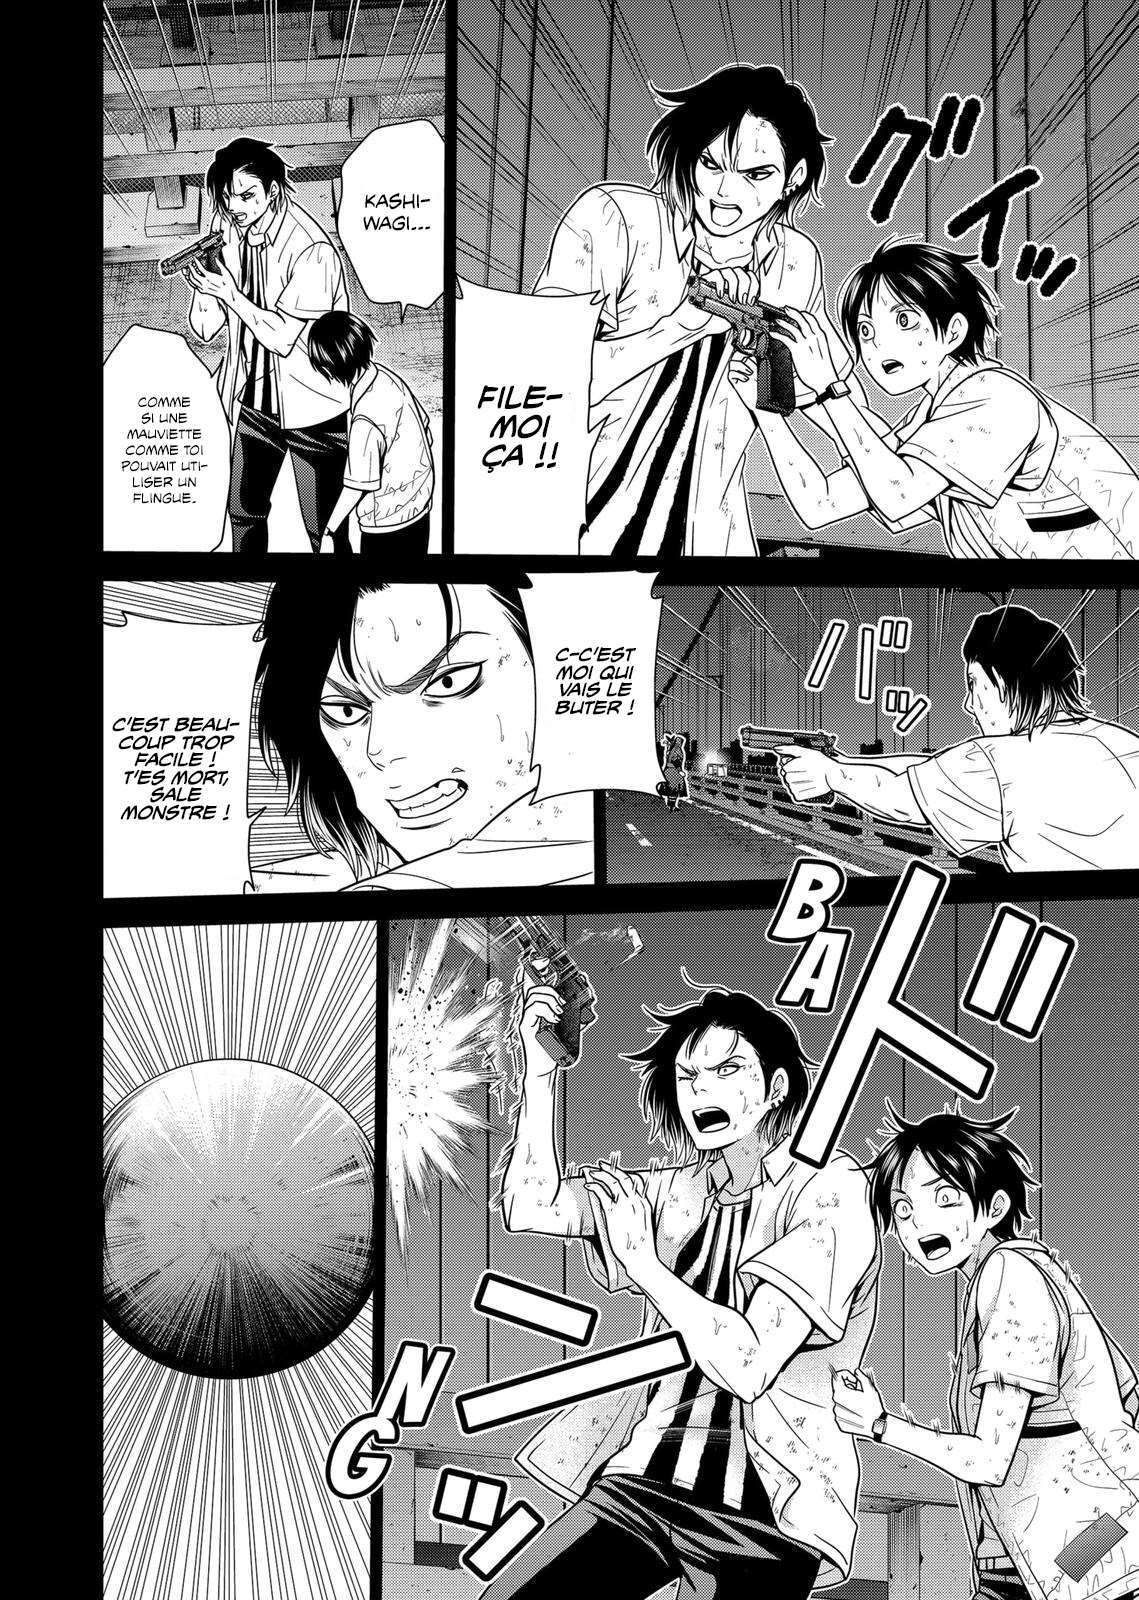 グイッ
FILE-
MOI
ÇA !!
KASHI-
WAGI...
COMME
SI UNE
MAUVIETTE
COMME TOI
POUVAIT UTI-
LISER UN
FLINGUE.
バッ
C-C'EST
MOI QUI
VAIS LE
BUTER !
C'EST BEAU-
COUP TROP
FACILE !
T'ES MORT,
SALE
MONSTRE !
BA
NG
ドンッ